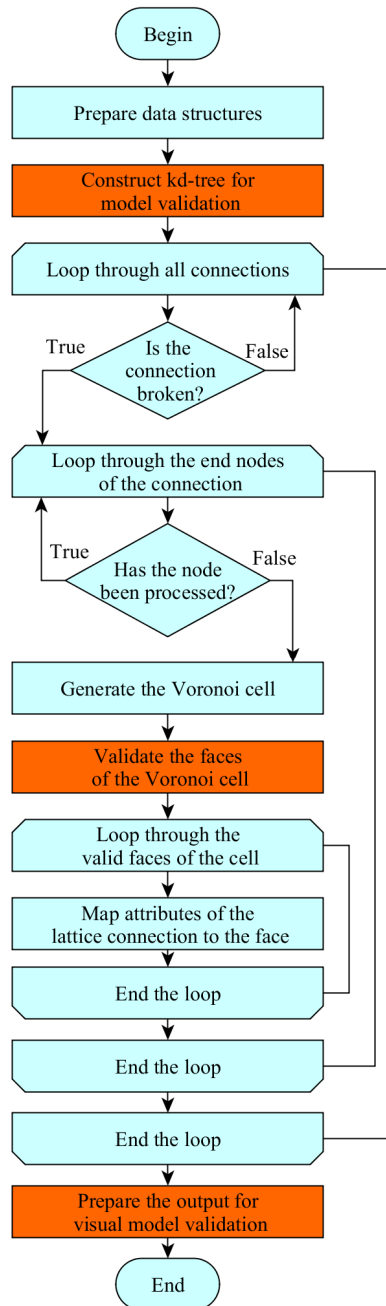 Begin
Prepare data structures
Construct kd-tree for
model validation
Loop through all connections
True
Is the
connection
broken?
False
Loop through the end nodes
of the connection
True
Has the node
been processed?
False
Generate the Voronoi cell
Validate the faces
of the Voronoi cell
Loop through the
valid faces of the cell
Map attributes of the
lattice connection to the face
End the loop
End the loop
End the loop
Prepare the output for
visual model validation
End